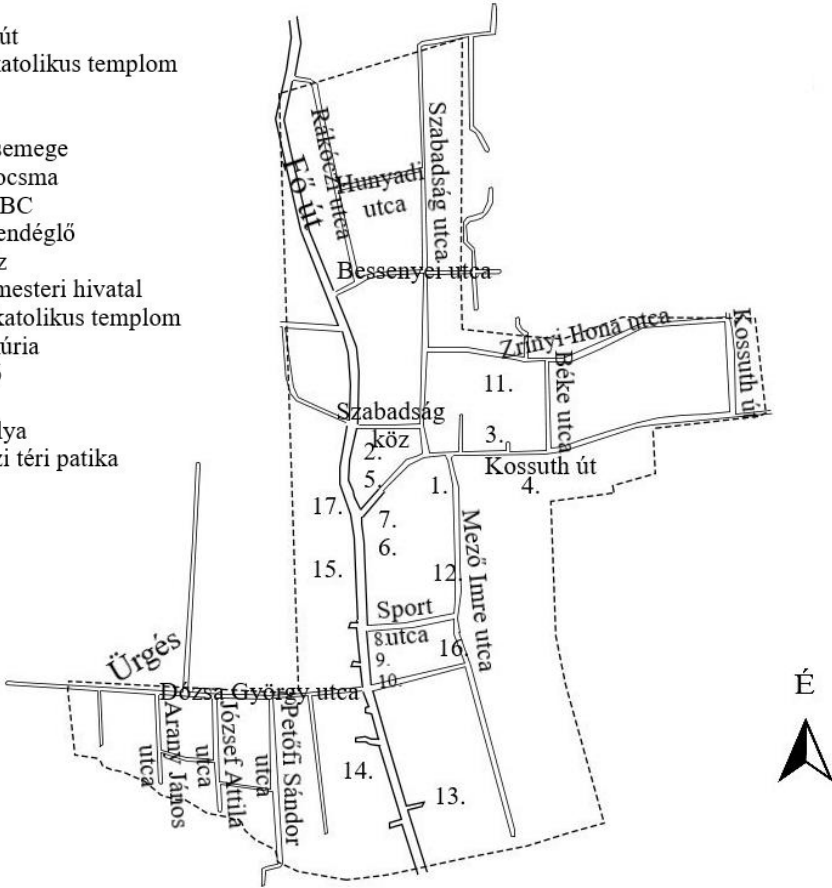 út
katolikus templom
semege
ocsma
BC
endéglő
z
mesteri hivatal
katolikus templom
úria
ő
lya
zi téri patika
Fő út
Rákóczi utca
Hunyadi
utca
Szabadság utca
Bessenyei utca
Zrínyi Ilona utca
Kossuth út
Béke utca
11.
Szabadság
köz
2.
3.
Kossuth út
5.
1.
4.
17.
7.
6.
Mező Imre utca
15.
12.
Sport
utca
8.
16.
9.
10.
Ürgés
Dózsa György utca
Arany János
utca
József Attila
utca
Petőfi Sándor
utca
14.
13.
É